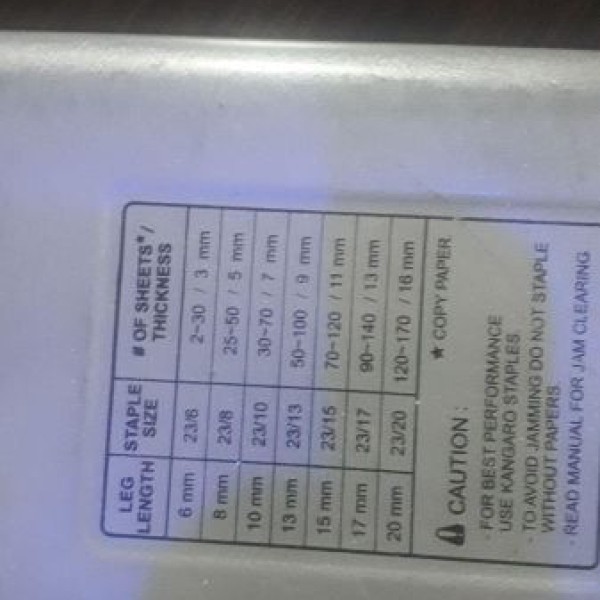 LEG LENGTH STAPLE SIZE # OF SHEETS*/ THICKNESS
6 mm 23/6 2~30 / 3 mm
8 mm 23/8 25~50 / 5 mm
10 mm 23/10 30~70 / 7 mm
13 mm 23/13 50~100 / 9 mm
15 mm 23/15 70~120 / 11 mm
17 mm 23/17 90~140 / 13 mm
20 mm 23/20 120~170 / 16 mm
★ COPY PAPER
CAUTION :
- FOR BEST PERFORMANCE
USE KANGARO STAPLES.
- TO AVOID JAMMING DO NOT STAPLE
WITHOUT PAPERS
- READ MANUAL FOR JAM CLEARING